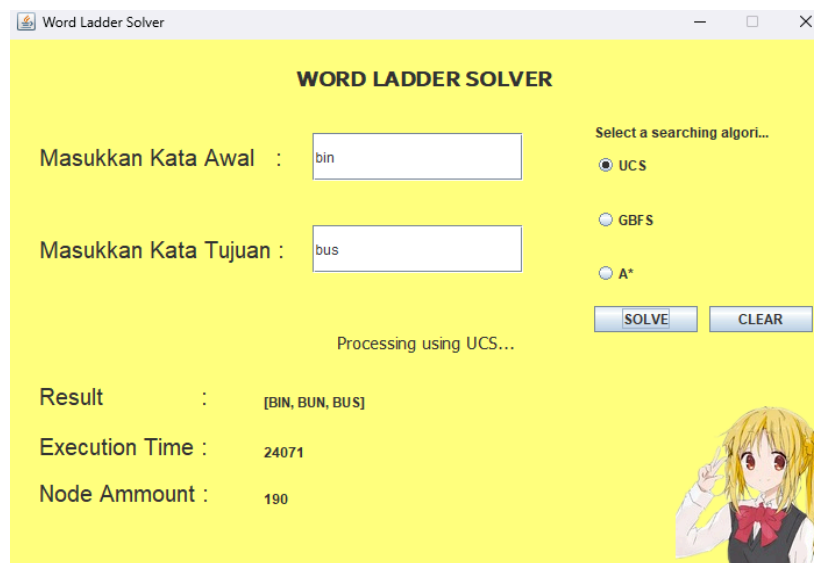 Word Ladder Solver
WORD LADDER SOLVER
Masukkan Kata Awal : bin
Masukkan Kata Tujuan : bus
Select a searching algori...
UCS
GBFS
A*
SOLVE CLEAR
Processing using UCS...
Result : [BIN, BUN, BUS]
Execution Time : 24071
Node Ammount : 190